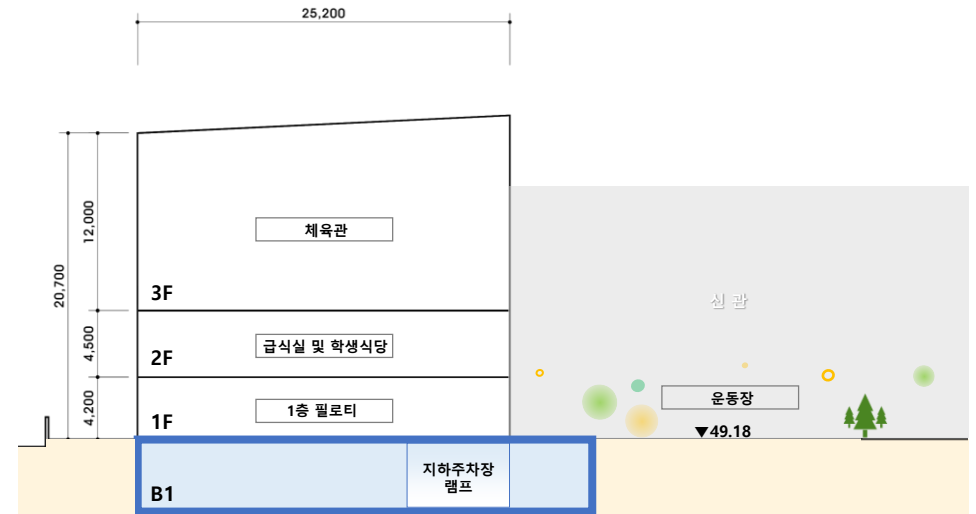 25,200
12,000
체육관
20,700
3F
신 관
4,500
급식실 및 학생식당
2F
운동장
4,200
1층 필로티
1F
▼49.18
지하주차장
램프
B1